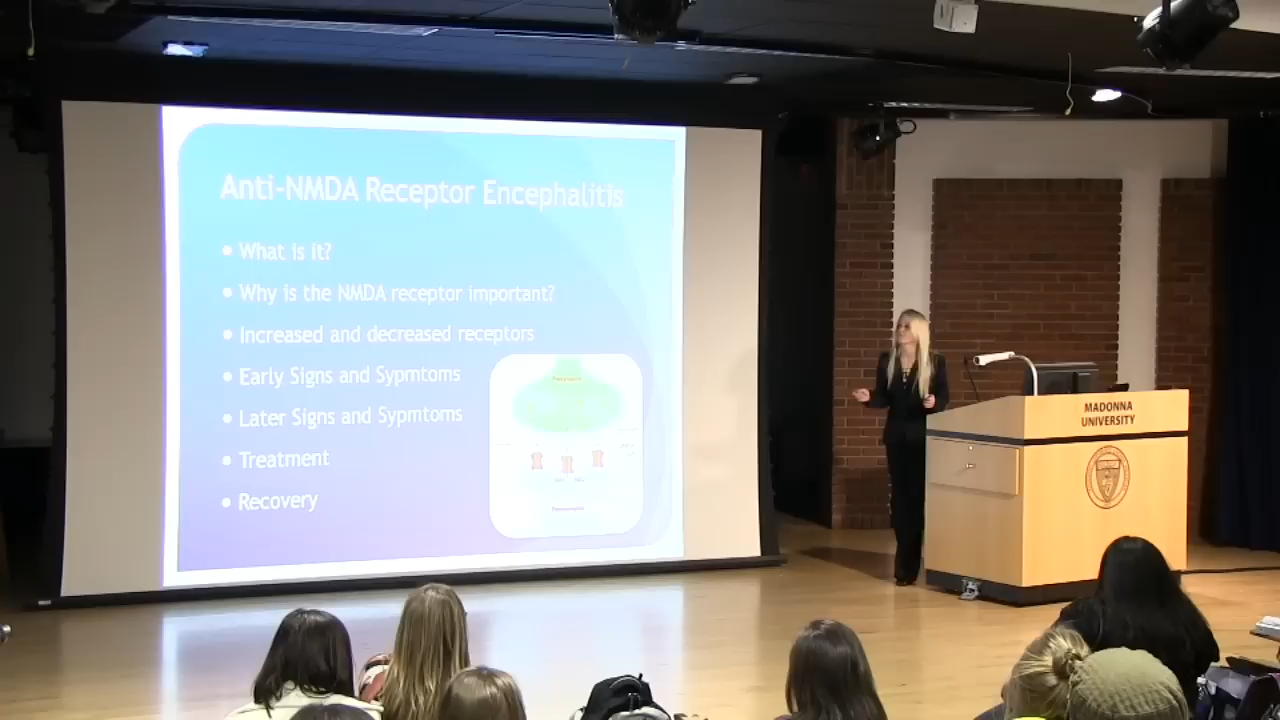 Anti-NMDA Receptor Encephalitis
• What is it?
• Why is the NMDA receptor important?
• Increased and decreased receptors
• Early Signs and Sypmtoms
• Later Signs and Sypmtoms
• Treatment
• Recovery
MADONNA
UNIVERSITY